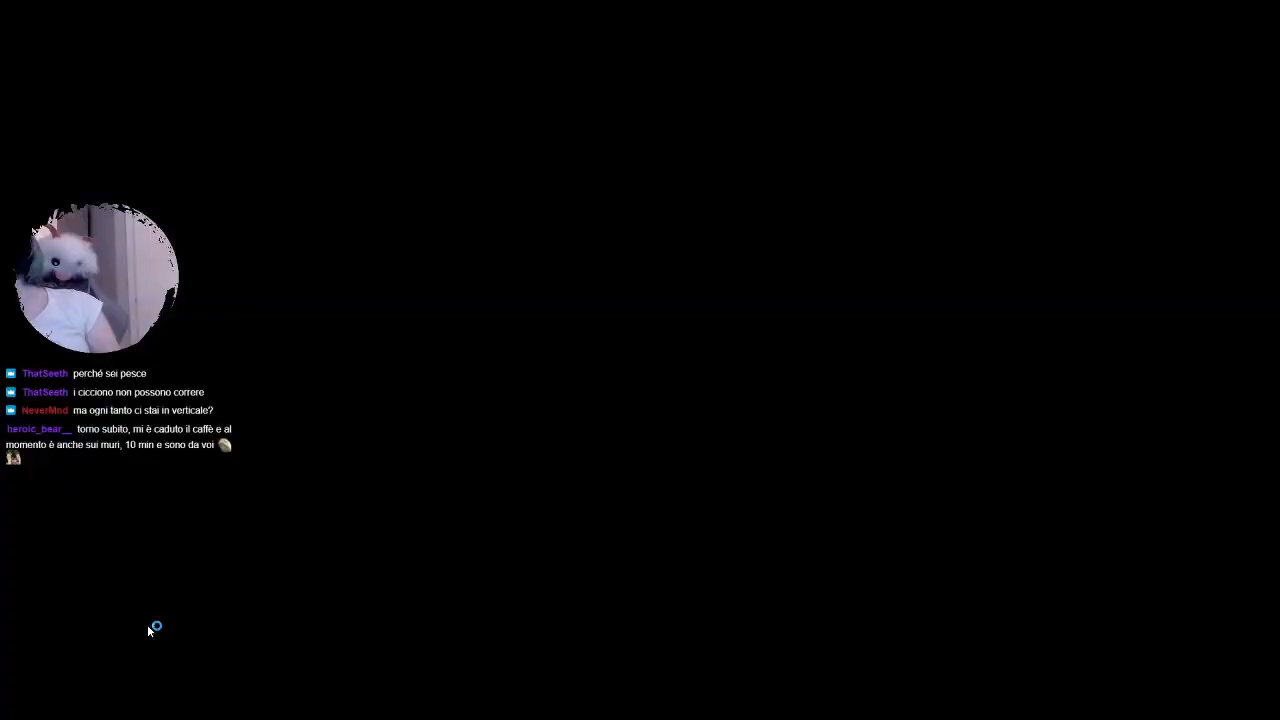 ThatSeeth perché sei pesce
ThatSeeth i cicciono non possono correre
NeverMnd ma ogni tanto ci stai in verticale?
heroic_bear__ torno subito, mi è caduto il caffè e al
momento è anche sui muri, 10 min e sono da voi